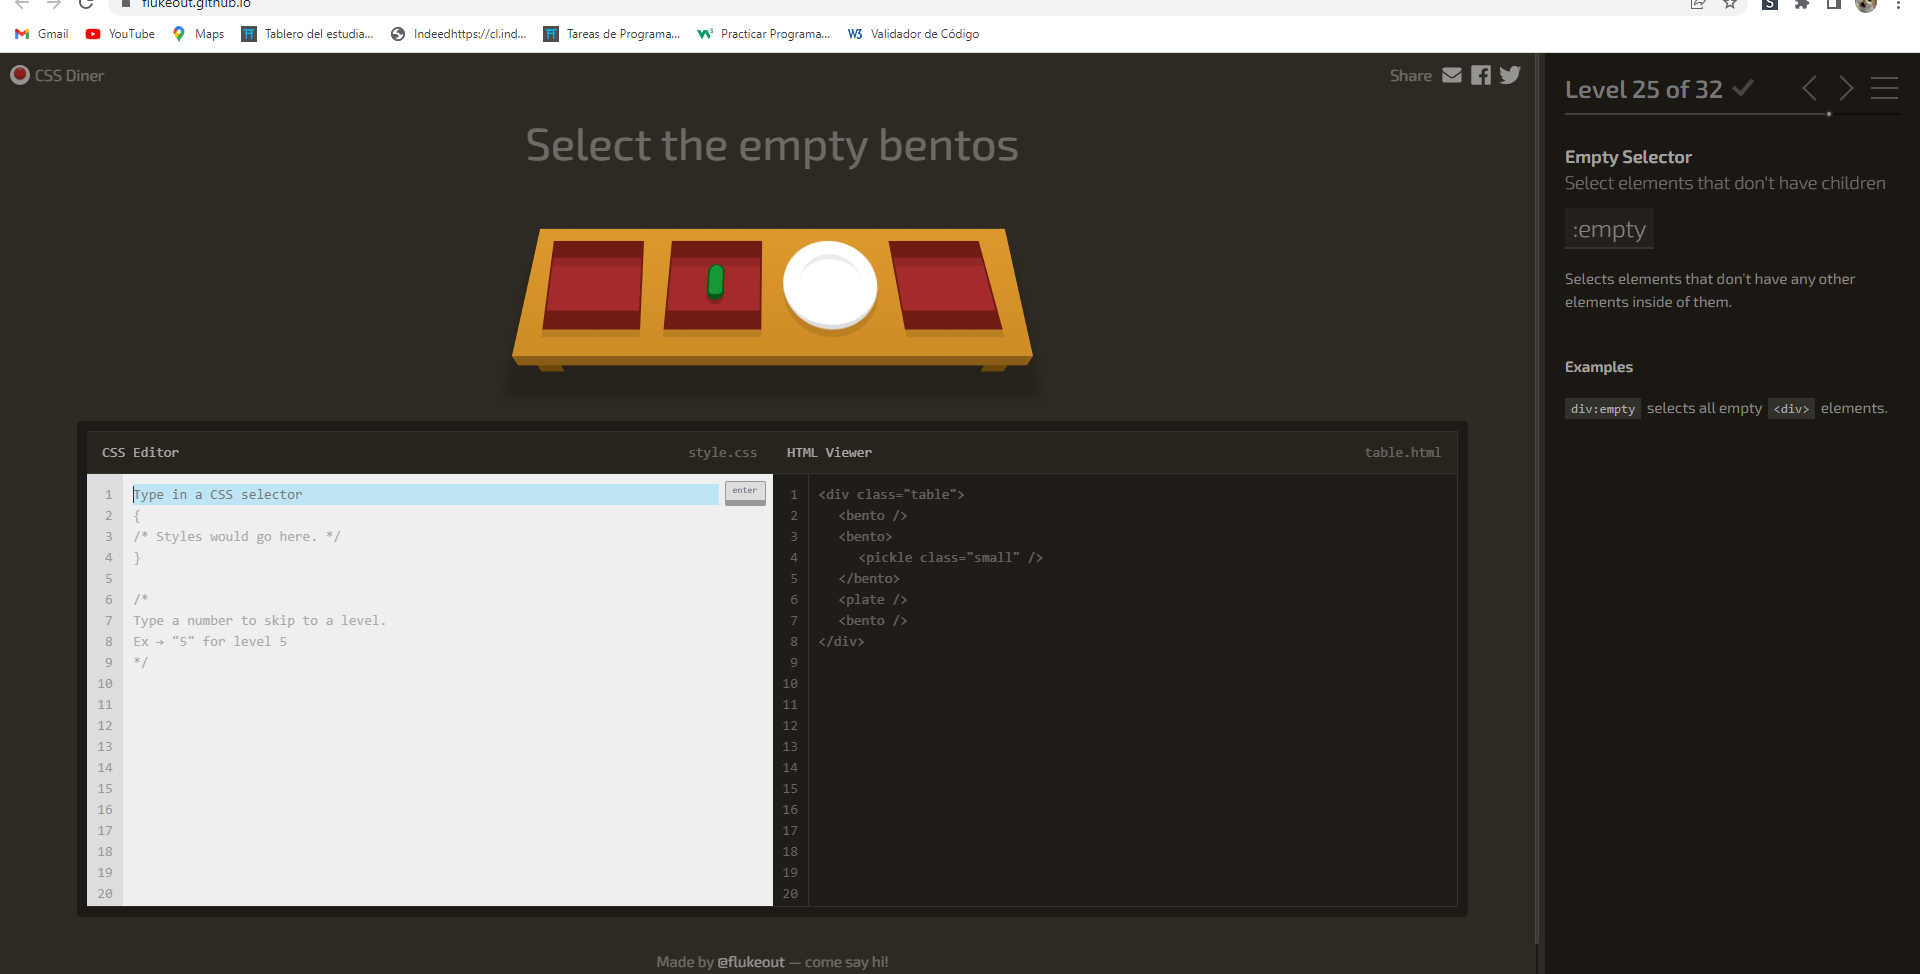 flukeout.github.io
Gmail YouTube Maps Tablero del estudia... Indeedhttps://cl.ind... Tareas de Programa... Practicar Programa... Validador de Código
CSS Diner
Share
Select the empty bentos
CSS Editor style.css
1 Type in a CSS selector enter
2 {
3 /* Styles would go here. */
4 }
5
6 /*
7 Type a number to skip to a level.
8 Ex → "5" for level 5
9 */
10
11
12
13
14
15
16
17
18
19
20
HTML Viewer table.html
1 <div class="table">
2 <bento />
3 <bento>
4 <pickle class="small" />
5 </bento>
6 <plate />
7 <bento />
8 </div>
9
10
11
12
13
14
15
16
17
18
19
20
Made by @flukeout — come say hi!
Level 25 of 32
Empty Selector
Select elements that don't have children
:empty
Selects elements that don't have any other
elements inside of them.
Examples
div:empty selects all empty <div> elements.